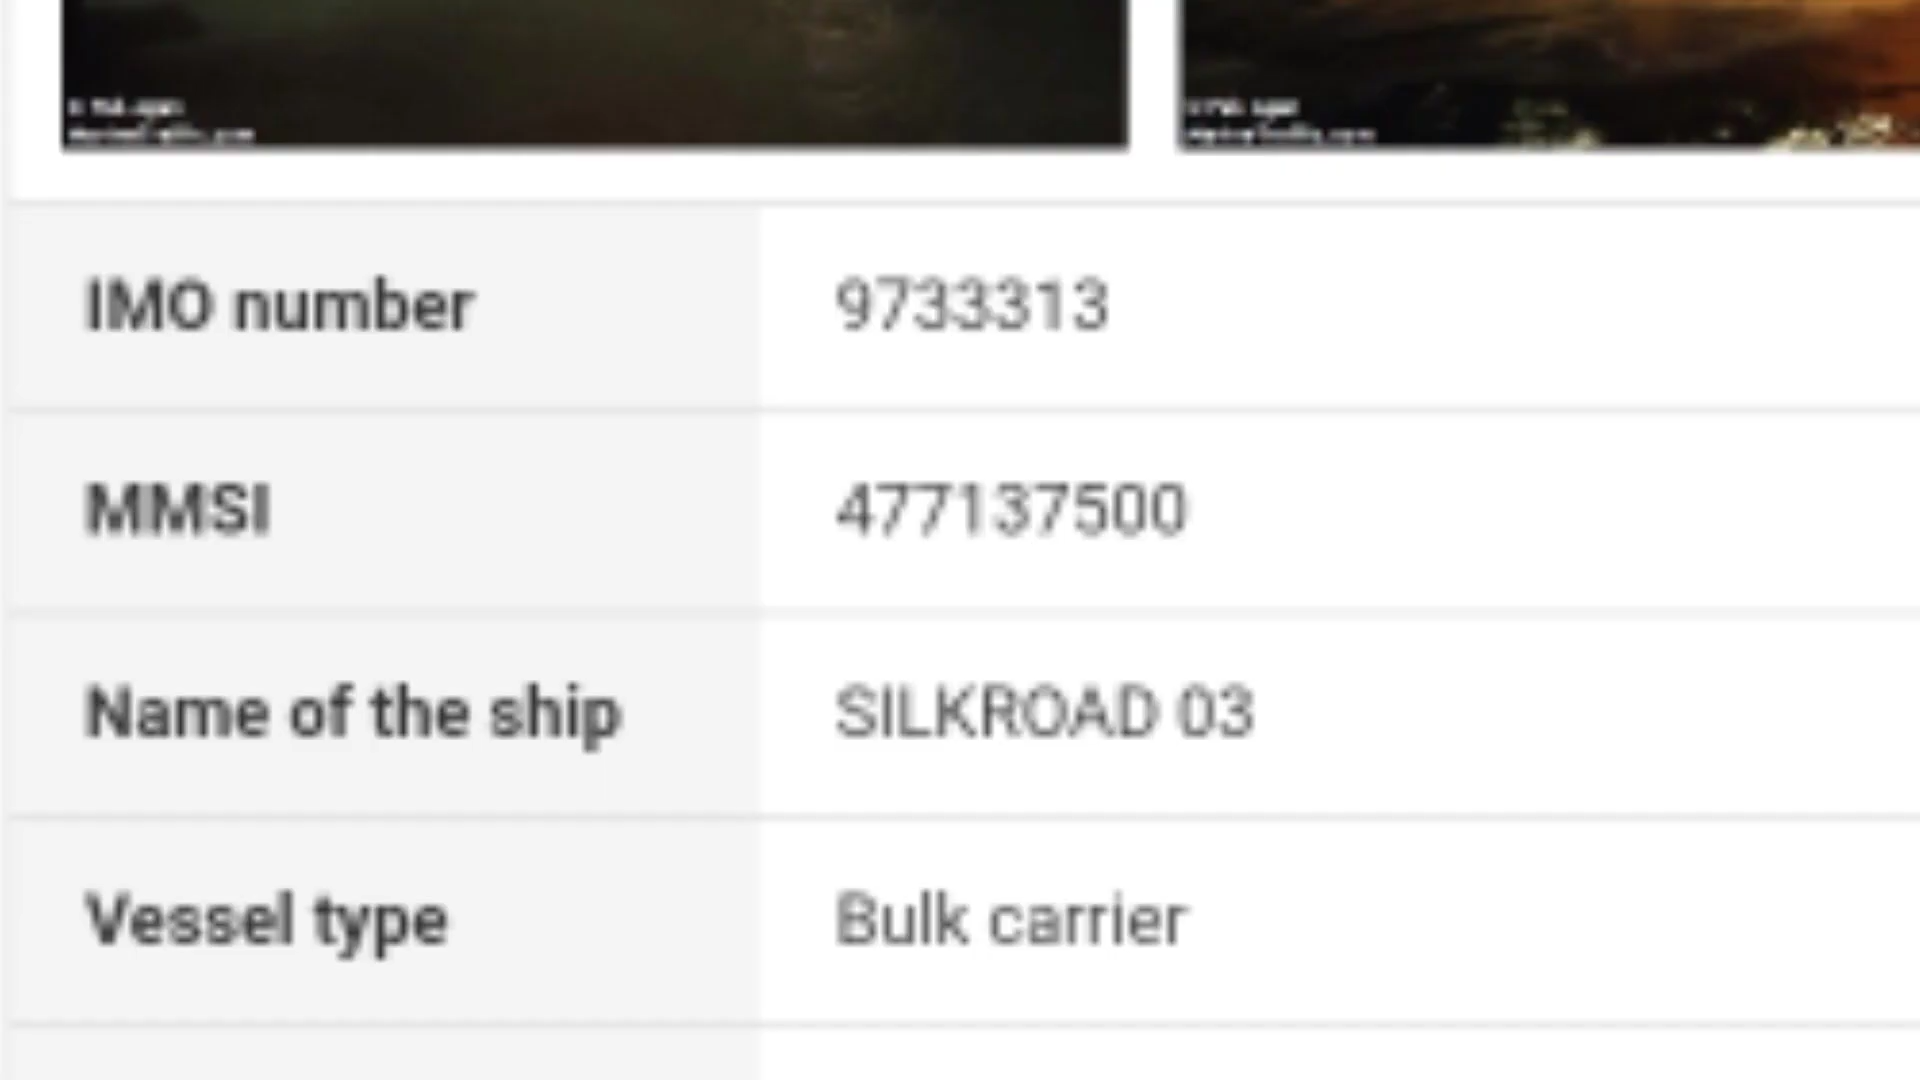 IMO number 9733313
MMSI 477137500
Name of the ship SILKROAD 03
Vessel type Bulk carrier